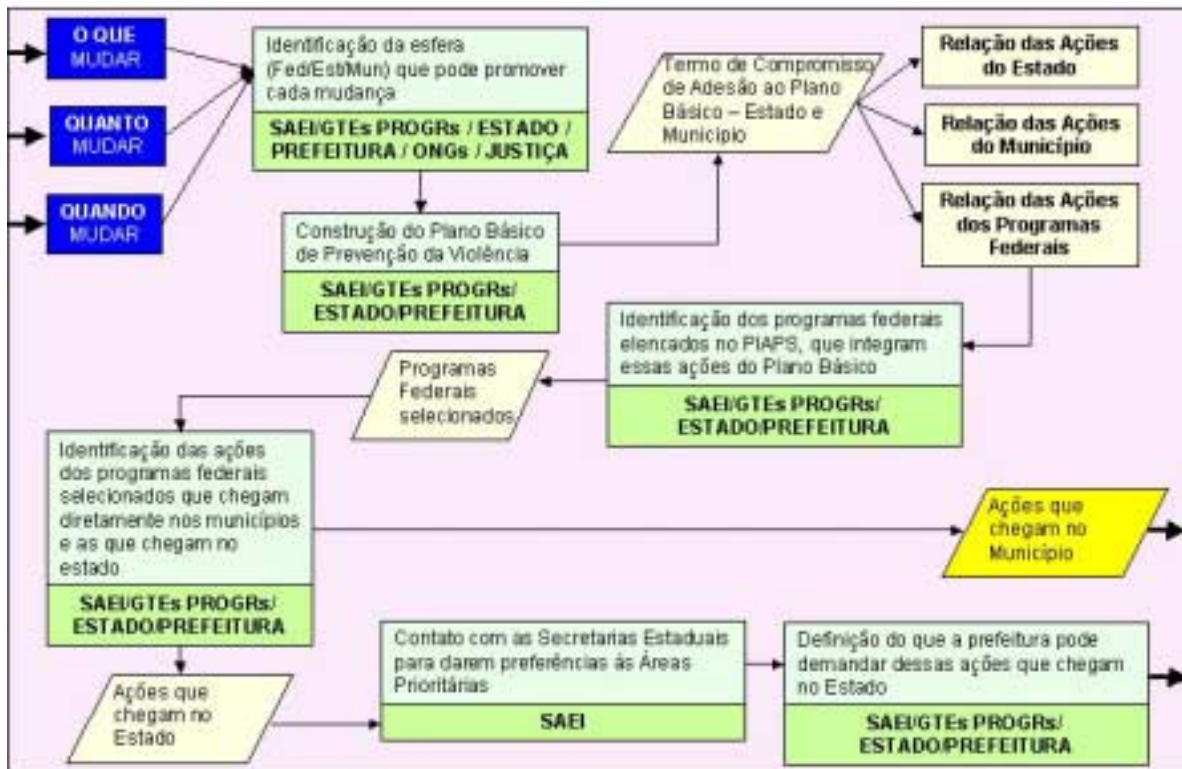 O QUE
MUDAR
QUANTO
MUDAR
QUANDO
MUDAR
Identificação da esfera
(Fed/Est/Mun) que pode promover
cada mudança
SAEI/GTEs PROGRs / ESTADO /
PREFEITURA / ONGs / JUSTIÇA
Construção do Plano Básico
de Prevenção da Violência
SAEI/GTEs PROGRs/
ESTADO/PREFEITURA
Termo de Compromisso
de Adesão ao Plano
Básico – Estado e
Município
Relação das Ações
do Estado
Relação das Ações
do Município
Relação das Ações
dos Programas
Federais
Identificação dos programas federais
elencados no PIAPS, que integram
essas ações do Plano Básico
SAEI/GTEs PROGRs/
ESTADO/PREFEITURA
Programas
Federais
selecionados
Identificação das ações
dos programas federais
selecionados que chegam
diretamente nos municípios
e as que chegam no
estado
SAEI/GTEs PROGRs/
ESTADO/PREFEITURA
Ações que
chegam no
Município
Ações que
chegam no
Estado
Contato com as Secretarias Estaduais
para darem preferências às Áreas
Prioritárias
SAEI
Definição do que a prefeitura pode
demandar dessas ações que chegam
no Estado
SAEI/GTEs PROGRs/
ESTADO/PREFEITURA